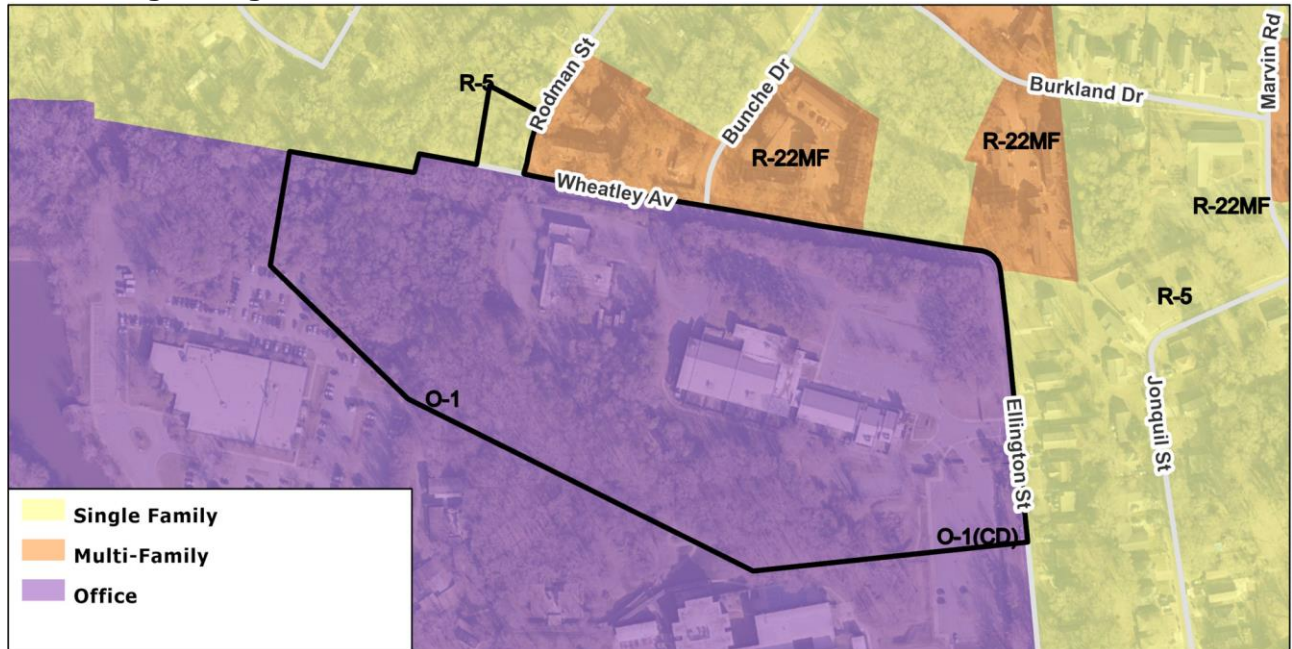 R-5
Rodman St
Bunche Dr
Burkland Dr
Marvin Rd
R-22MF
R-22MF
R-22MF
Wheatley Av
R-5
O-1
Ellington St
Jonquil St
O-1(CD)
Single Family
Multi-Family
Office